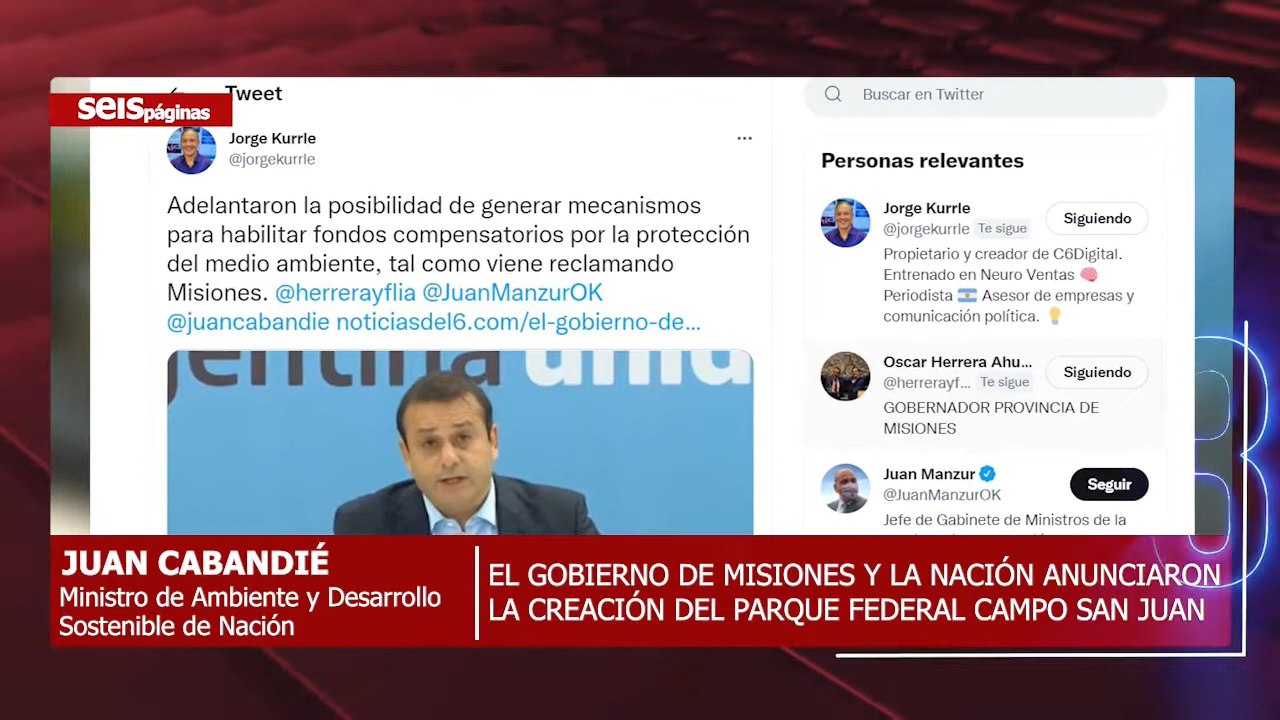 seis páginas
Tweet
Jorge Kurrle
@jorgekurrle
Adelantaron la posibilidad de generar mecanismos
para habilitar fondos compensatorios por la protección
del medio ambiente, tal como viene reclamando
Misiones. @herrerayflia @JuanManzurOK
@juancabandie noticiasdel6.com/el-gobierno-de...
gentina unid
Buscar en Twitter
Personas relevantes
Jorge Kurrle
@jorgekurrle Te sigue
Siguiendo
Propietario y creador de C6Digital.
Entrenado en Neuro Ventas 🧠
Periodista 🇦🇷 Asesor de empresas y
comunicación política. 💡
Oscar Herrera Ahu...
@herrerayf... Te sigue
Siguiendo
GOBERNADOR PROVINCIA DE
MISIONES
Juan Manzur
@JuanManzurOK
Seguir
Jefe de Gabinete de Ministros de la
JUAN CABANDIÉ
Ministro de Ambiente y Desarrollo
Sostenible de Nación
EL GOBIERNO DE MISIONES Y LA NACIÓN ANUNCIARON
LA CREACIÓN DEL PARQUE FEDERAL CAMPO SAN JUAN